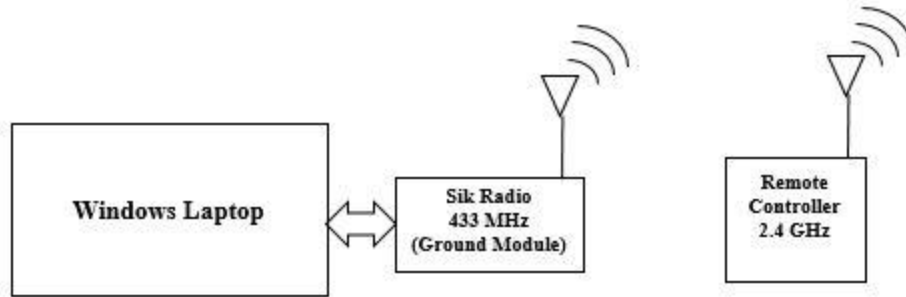 Windows Laptop
Sik Radio
433 MHz
(Ground Module)
Remote
Controller
2.4 GHz